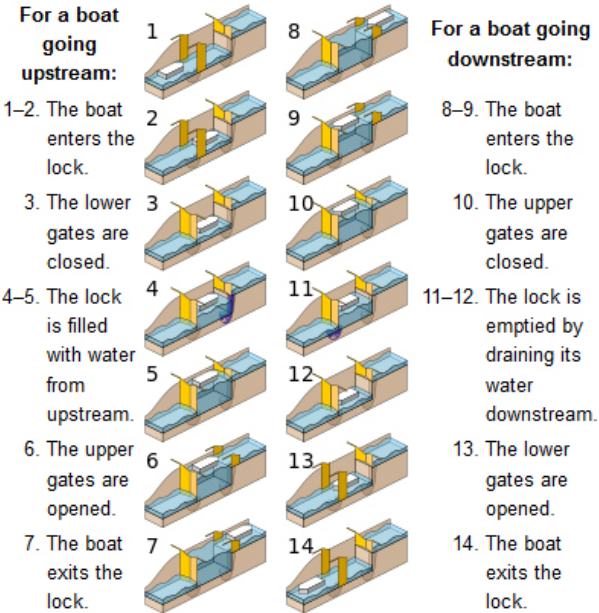 For a boat
going
upstream:
1–2. The boat
enters the
lock.
3. The lower
gates are
closed.
4–5. The lock
is filled
with water
from
upstream.
6. The upper
gates are
opened.
7. The boat
exits the
lock.
1
2
3
4
5
6
7
8
9
10
11
12
13
14
For a boat going
downstream:
8–9. The boat
enters the
lock.
10. The upper
gates are
closed.
11–12. The lock is
emptied by
draining its
water
downstream.
13. The lower
gates are
opened.
14. The boat
exits the
lock.